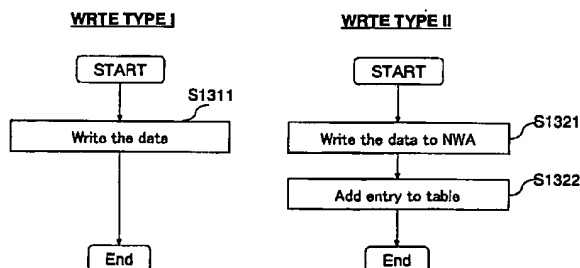 WRTE TYPE I
START
S1311
Write the data
End
WRTE TYPE II
START
S1321
Write the data to NWA
S1322
Add entry to table
End